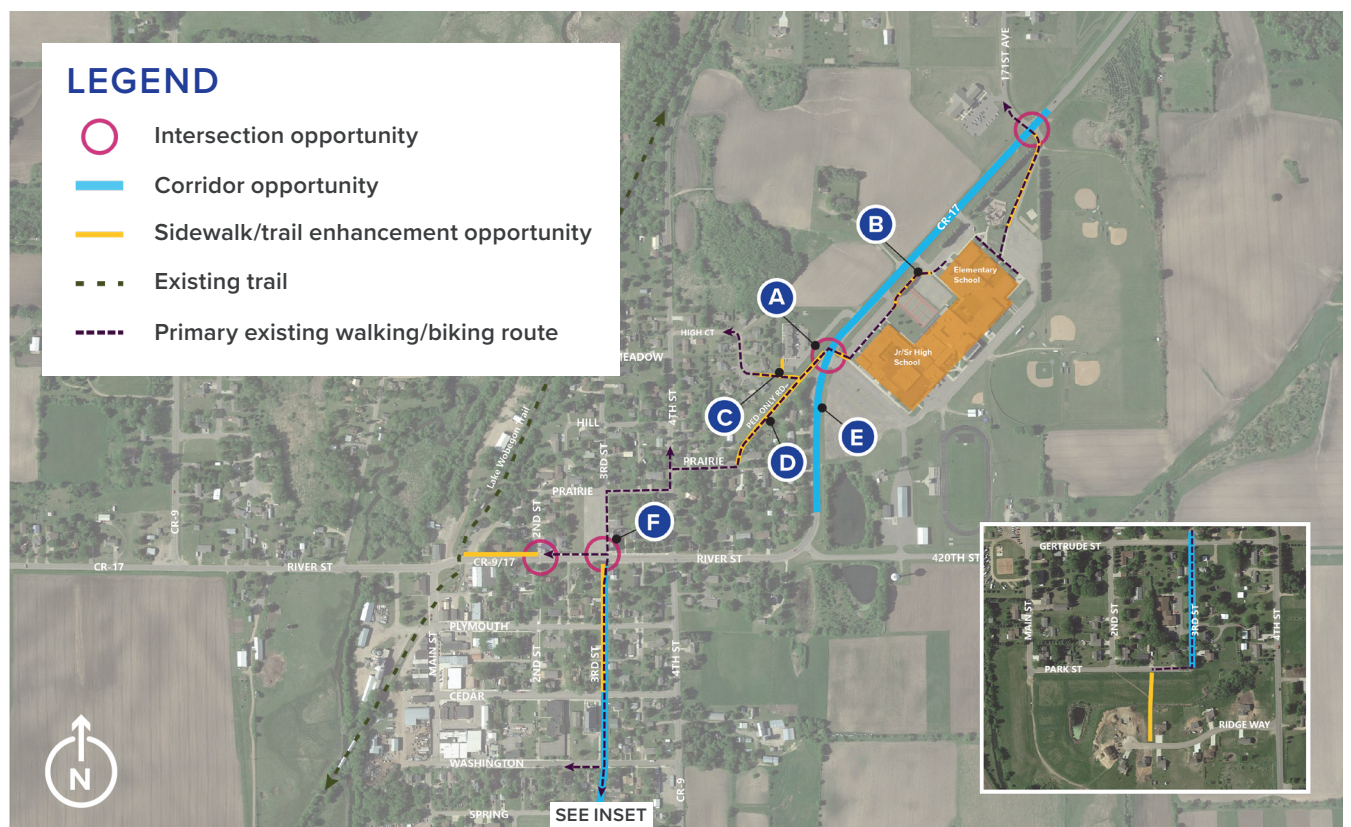 LEGEND
Intersection opportunity
Corridor opportunity
Sidewalk/trail enhancement opportunity
Existing trail
Primary existing walking/biking route
171ST AVE
CR-17
B
Elementary
School
A
HIGH CT
MEADOW
Jr/Sr High
School
C
PED-ONLY RD.
E
D
4TH ST
HILL
Lake Wobegon Trail
3RD ST
PRAIRIE
PRAIRIE
CR-9
2ND ST
F
CR-17
RIVER ST
CR-9/17
RIVER ST
420TH ST
PLYMOUTH
MAIN ST
2ND ST
3RD ST
4TH ST
CEDAR
WASHINGTON
CR-9
SPRING
SEE INSET
N
GERTRUDE ST
MAIN ST
2ND ST
3RD ST
4TH ST
PARK ST
RIDGE WAY